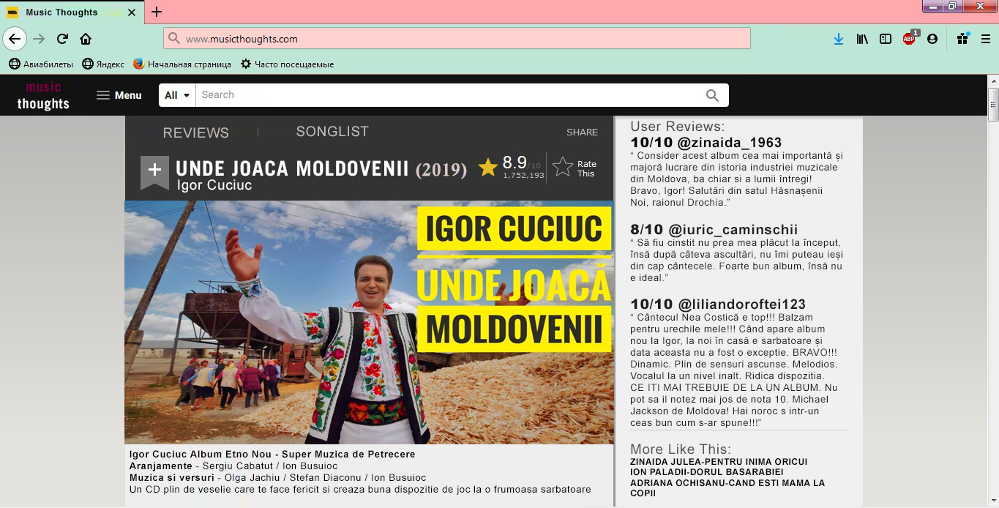 Music Thoughts
www.musicthoughts.com
ABP
1
Авиабилеты
Яндекс
Начальная страница
Часто посещаемые
music
thoughts
Menu
All
Search
REVIEWS | SONGLIST
SHARE
UNDE JOACA MOLDOVENII (2019)
Igor Cuciuc
8.9/10
1,752,193
Rate
This
IGOR CUCIUC
UNDE JOACĂ
MOLDOVENII
Igor Cuciuc Album Etno Nou - Super Muzica de Petrecere
Aranjamente - Sergiu Cabatut / Ion Busuioc
Muzica si versuri - Olga Jachiu / Stefan Diaconu / Ion Busuioc
Un CD plin de veselie care te face fericit si creaza buna dispozitie de joc la o frumoasa sarbatoare
User Reviews:
10/10 @zinaida_1963
“ Consider acest album cea mai importantă și
majoră lucrare din istoria industriei muzicale
din Moldova, ba chiar si a lumii întregi!
Bravo, Igor! Salutări din satul Hăsnașenii
Noi, raionul Drochia.”
8/10 @iuric_caminschii
“ Să fiu cinstit nu prea mea plăcut la început,
însă după câteva ascultări, nu îmi puteau ieși
din cap cântecele. Foarte bun album, însă nu
e ideal.”
10/10 @liliandoroftei123
“ Cântecul Nea Costică e top!!! Balzam
pentru urechile mele!!! Când apare album
nou la Igor, la noi în casă e sarbatoare și
data aceasta nu a fost o exceptie. BRAVO!!!
Dinamic. Plin de sensuri ascunse. Melodios.
Vocalul la un nivel inalt. Ridica dispozitia.
CE ITI MAI TREBUIE DE LA UN ALBUM. Nu
pot sa il notez mai jos de nota 10. Michael
Jackson de Moldova! Hai noroc s intr-un
ceas bun cum s-ar spune!!!”
More Like This:
ZINAIDA JULEA-PENTRU INIMA ORICUI
ION PALADII-DORUL BASARABIEI
ADRIANA OCHISANU-CAND ESTI MAMA LA
COPII